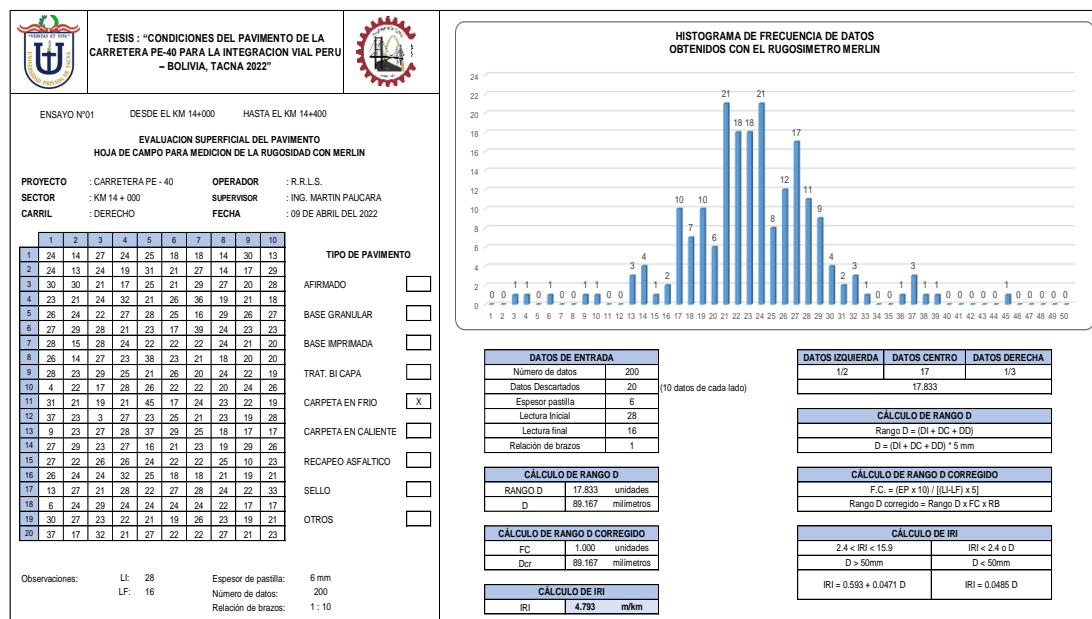 "VERITAS ET VITA"
UNIVERSIDAD PRIVADA DE TACNA
TESIS : "CONDICIONES DEL PAVIMENTO DE LA
CARRETERA PE-40 PARA LA INTEGRACION VIAL PERU
– BOLIVIA, TACNA 2022"
ENSAYO N°01 DESDE EL KM 14+000 HASTA EL KM 14+400
EVALUACION SUPERFICIAL DEL PAVIMENTO
HOJA DE CAMPO PARA MEDICION DE LA RUGOSIDAD CON MERLIN
PROYECTO : CARRETERA PE - 40 OPERADOR : R.R.L.S.
SECTOR : KM 14 + 000 SUPERVISOR : ING. MARTIN PAUCARA
CARRIL : DERECHO FECHA : 09 DE ABRIL DEL 2022
1 2 3 4 5 6 7 8 9 10
1 24 14 27 24 25 18 18 14 30 13
2 24 13 24 19 31 21 27 14 17 29
3 30 30 21 17 25 21 29 27 20 28
4 23 21 24 32 21 26 36 19 21 18
5 26 24 22 27 28 25 16 29 26 27
6 27 29 28 21 23 17 39 24 23 23
7 28 15 28 24 22 22 22 24 21 20
8 26 14 27 23 38 23 21 18 20 20
9 28 23 29 25 21 26 20 24 22 19
10 4 22 17 28 26 22 22 20 24 26
11 31 21 19 21 45 17 24 23 22 19
12 37 23 3 27 23 25 21 23 19 28
13 9 23 27 28 37 29 25 18 17 17
14 27 29 23 27 16 21 23 19 29 26
15 27 22 26 26 24 22 22 25 10 23
16 26 24 24 32 25 18 18 21 19 21
17 13 27 21 28 22 27 28 24 22 33
18 6 24 29 24 24 24 24 22 17 17
19 30 27 23 22 21 19 26 23 19 21
20 37 17 32 21 27 22 22 27 21 23
TIPO DE PAVIMENTO
AFIRMADO
BASE GRANULAR
BASE IMPRIMADA
TRAT. BI CAPA
CARPETA EN FRIO X
CARPETA EN CALIENTE
RECAPEO ASFALTICO
SELLO
OTROS
Observaciones: LI: 28 Espesor de pastilla: 6 mm
LF: 16 Número de datos: 200
Relación de brazos: 1 : 10
HISTOGRAMA DE FRECUENCIA DE DATOS
OBTENIDOS CON EL RUGOSIMETRO MERLIN
24
22
20
18
16
14
12
10
8
6
4
2
0
0 0 1 1 0 1 0 0 1 1 0 0 3 4 1 2 10 7 10 6 21 18 18 21 8 12 17 11 9 4 2 3 1 0 0 1 3 1 1 0 0 0 0 0 1 0 0 0 0 0
1 2 3 4 5 6 7 8 9 10 11 12 13 14 15 16 17 18 19 20 21 22 23 24 25 26 27 28 29 30 31 32 33 34 35 36 37 38 39 40 41 42 43 44 45 46 47 48 49 50
DATOS DE ENTRADA
Número de datos 200
Datos Descartados 20 (10 datos de cada lado)
Espesor pastilla 6
Lectura Inicial 28
Lectura final 16
Relación de brazos 1
CÁLCULO DE RANGO D
RANGO D 17.833 unidades
D 89.167 milímetros
CÁLCULO DE RANGO D CORREGIDO
FC 1.000 unidades
Dcr 89.167 milímetros
CÁLCULO DE IRI
IRI 4.793 m/km
DATOS IZQUIERDA DATOS CENTRO DATOS DERECHA
1/2 17 1/3
17.833
CÁLCULO DE RANGO D
Rango D = (DI + DC + DD)
D = (DI + DC + DD) * 5 mm
CÁLCULO DE RANGO D CORREGIDO
F.C. = (EP x 10) / [(LI-LF) x 5]
Rango D corregido = Rango D x FC x RB
CÁLCULO DE IRI
2.4 < IRI < 15.9 IRI < 2.4 o D
D > 50mm D < 50mm
IRI = 0.593 + 0.0471 D IRI = 0.0485 D